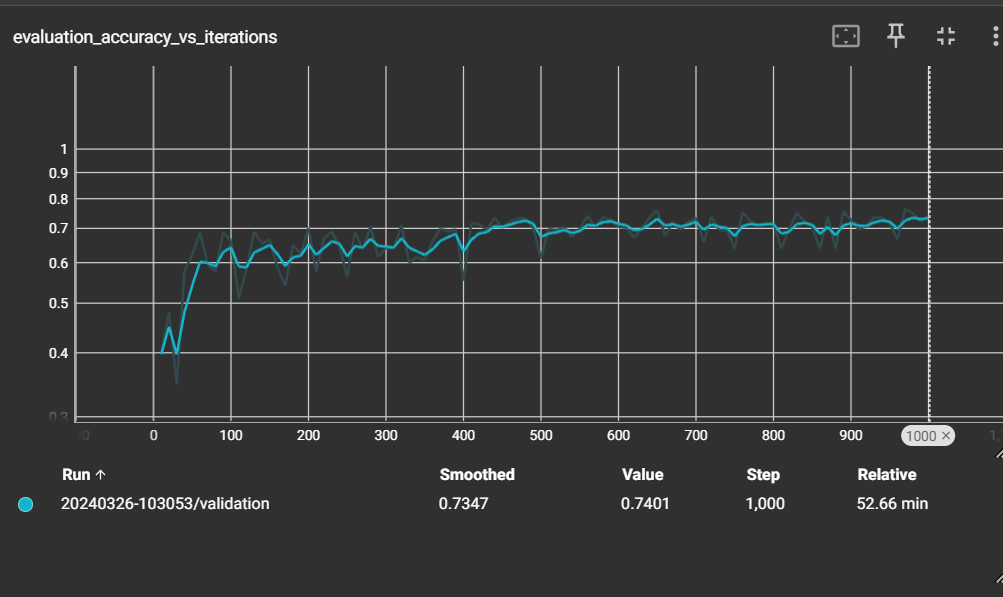 evaluation_accuracy_vs_iterations
1
0.9
0.8
0.7
0.6
0.5
0.4
0.3
0 100 200 300 400 500 600 700 800 900 1000 ×
Run ↑ Smoothed Value Step Relative
20240326-103053/validation 0.7347 0.7401 1,000 52.66 min